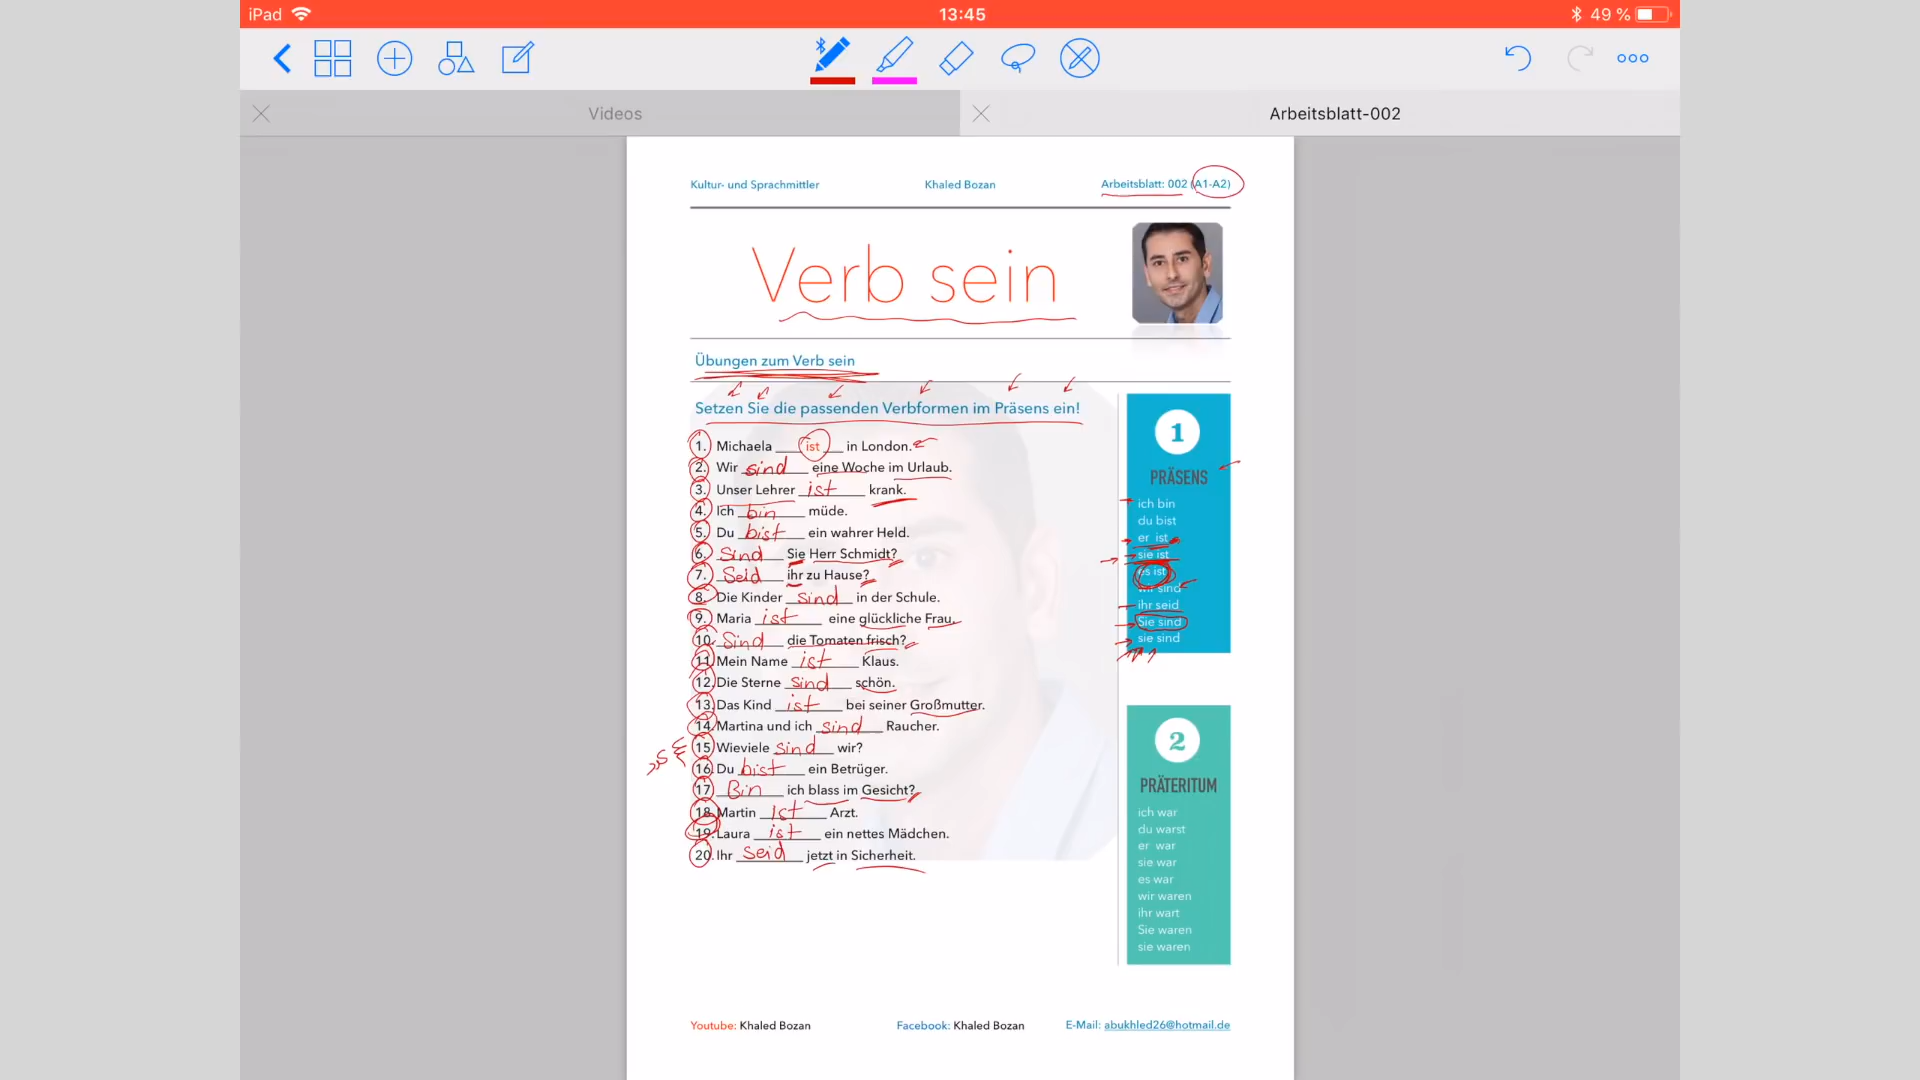 iPad 13:45 49 %
Videos Arbeitsblatt-002
Kultur- und Sprachmittler Khaled Bozan Arbeitsblatt: 002 (A1-A2)
Verb sein
Übungen zum Verb sein
Setzen Sie die passenden Verbformen im Präsens ein!
1. Michaela ist in London.
2. Wir sind eine Woche im Urlaub.
3. Unser Lehrer ist krank.
4. Ich bin müde.
5. Du bist ein wahrer Held.
6. Sind Sie Herr Schmidt?
7. Seid ihr zu Hause?
8. Die Kinder sind in der Schule.
9. Maria ist eine glückliche Frau.
10. Sind die Tomaten frisch?
11. Mein Name ist Klaus.
12. Die Sterne sind schön.
13. Das Kind ist bei seiner Großmutter.
14. Martina und ich sind Raucher.
15 Wieviele sind wir?
16. Du bist ein Betrüger.
17 Bin ich blass im Gesicht?
18. Martin ist Arzt.
19. Laura ist ein nettes Mädchen.
20. Ihr seid jetzt in Sicherheit.
1
PRÄSENS
ich bin
du bist
er ist
sie ist
es ist
wir sind
ihr seid
Sie sind
sie sind
2
PRÄTERITUM
ich war
du warst
er war
sie war
es war
wir waren
ihr wart
Sie waren
sie waren
Youtube: Khaled Bozan Facebook: Khaled Bozan E-Mail: abukhled26@hotmail.de